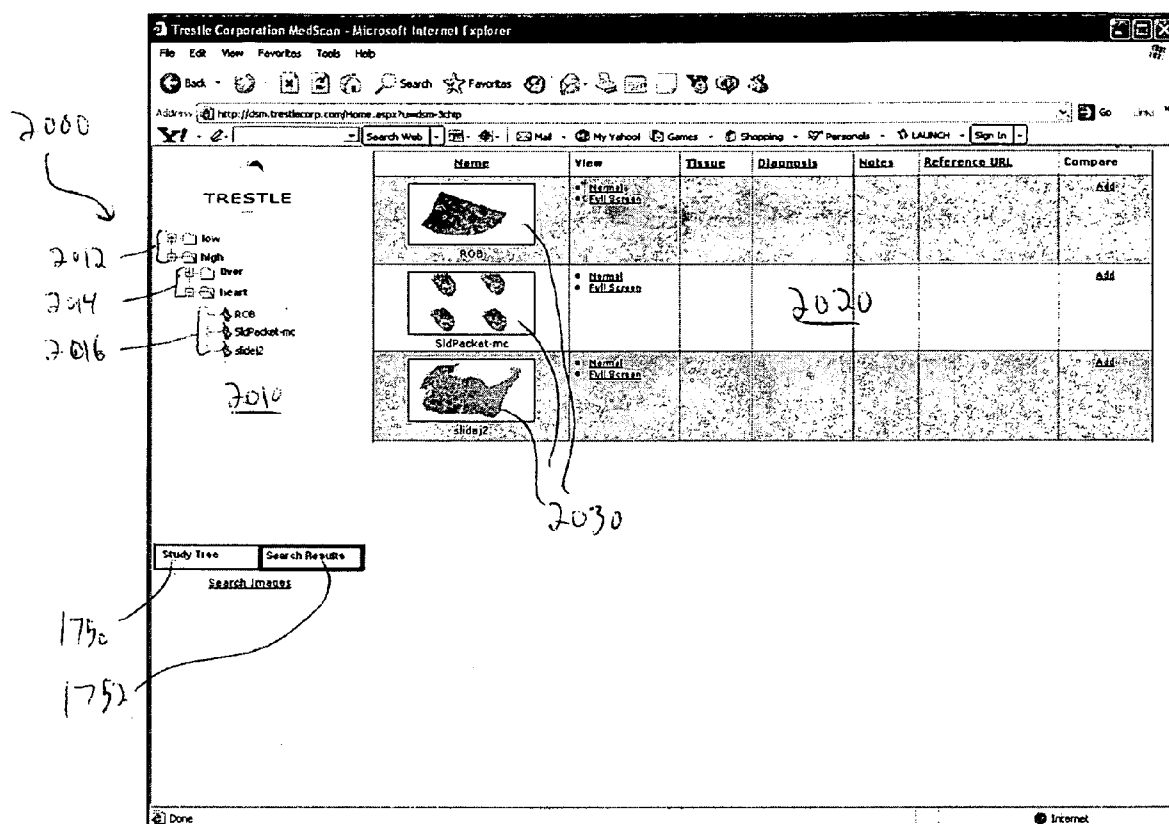 Trestle Corporation MedScan - Microsoft Internet Explorer
File Edit View Favorites Tools Help
Back Search Favorites
Address http://dsm.trestlecorp.com/Home.aspx?u=dsm-3chip Go Links
Y! Search Web Mail My Yahoo! Games Shopping Personals LAUNCH Sign In
2000
TRESTLE
Name View Tissue Diagnosis Notes Reference URL Compare
Normal Add
Full Screen
ROB
2012
low
high
2014
liver
heart
2016
ROB
SldPacket-mc
slidej2
2010
Normal Add
Full Screen
2020
SldPacket-mc
Normal Add
Full Screen
slidej2
2030
Study Tree Search Results
Search Images
1750
1752
Done Internet